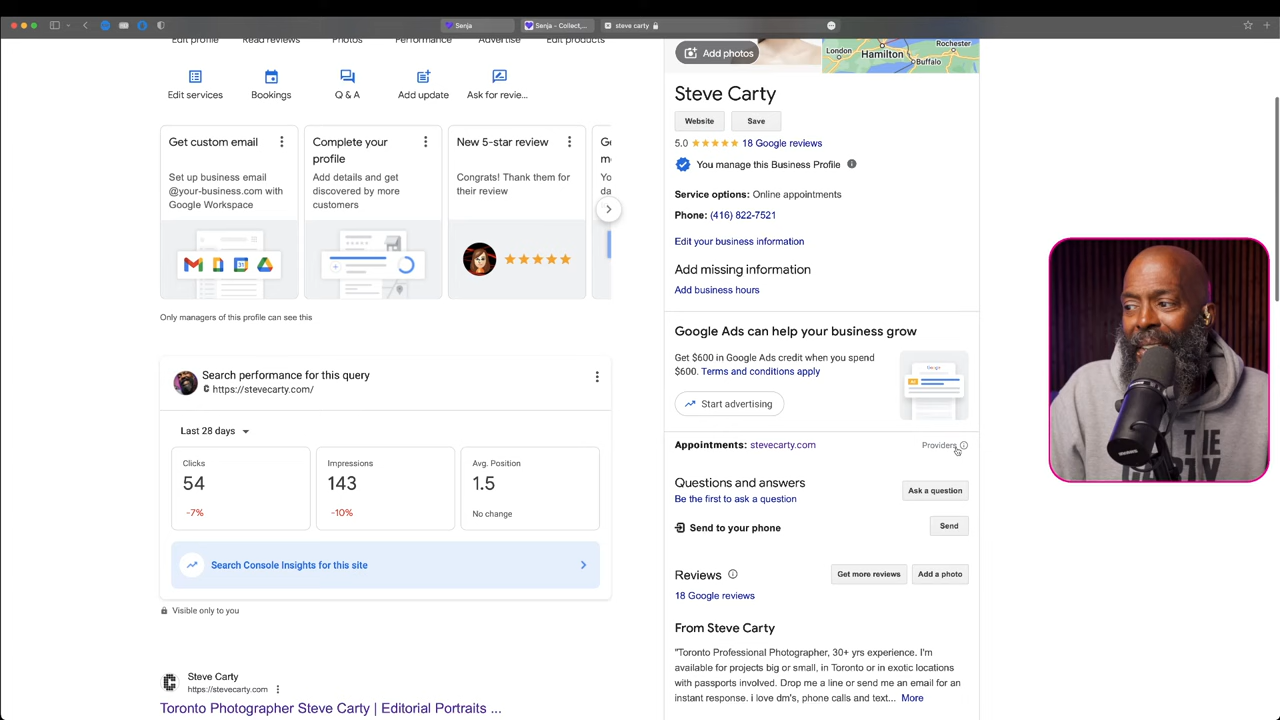 Senja
Senja - Collect,...
steve carty
Edit profile
Read reviews
Photos
Performance
Advertise
Edit products
Edit services
Bookings
Q & A
Add update
Ask for revie...
Get custom email
Set up business email
@your-business.com with
Google Workspace
Complete your
profile
Add details and get
discovered by more
customers
New 5-star review
Congrats! Thank them for
their review
Only managers of this profile can see this
Search performance for this query
https://stevecarty.com/
Last 28 days
Clicks
54
-7%
Impressions
143
-10%
Avg. Position
1.5
No change
Search Console Insights for this site
Visible only to you
Steve Carty
https://stevecarty.com
Toronto Photographer Steve Carty | Editorial Portraits ...
Add photos
London
Hamilton
Rochester
Buffalo
Steve Carty
Website
Save
5.0
18 Google reviews
You manage this Business Profile
Service options: Online appointments
Phone: (416) 822-7521
Edit your business information
Add missing information
Add business hours
Google Ads can help your business grow
Get $600 in Google Ads credit when you spend
$600. Terms and conditions apply
Start advertising
Appointments: stevecarty.com
Providers
Questions and answers
Be the first to ask a question
Ask a question
Send to your phone
Send
Reviews
Get more reviews
Add a photo
18 Google reviews
From Steve Carty
"Toronto Professional Photographer, 30+ yrs experience. I'm
available for projects big or small, in Toronto or in exotic locations
with passports involved. Drop me a line or send me an email for an
instant response. i love dm's, phone calls and text... More
THE